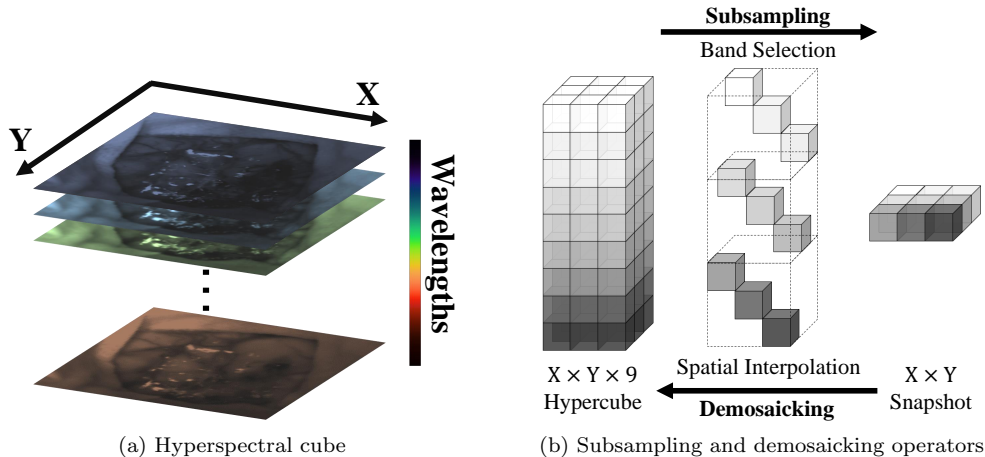 X
Y
Wavelengths
(a) Hyperspectral cube
Subsampling
Band Selection
Spatial Interpolation
X × Y × 9
Hypercube
Demosaicking
X × Y
Snapshot
(b) Subsampling and demosaicking operators